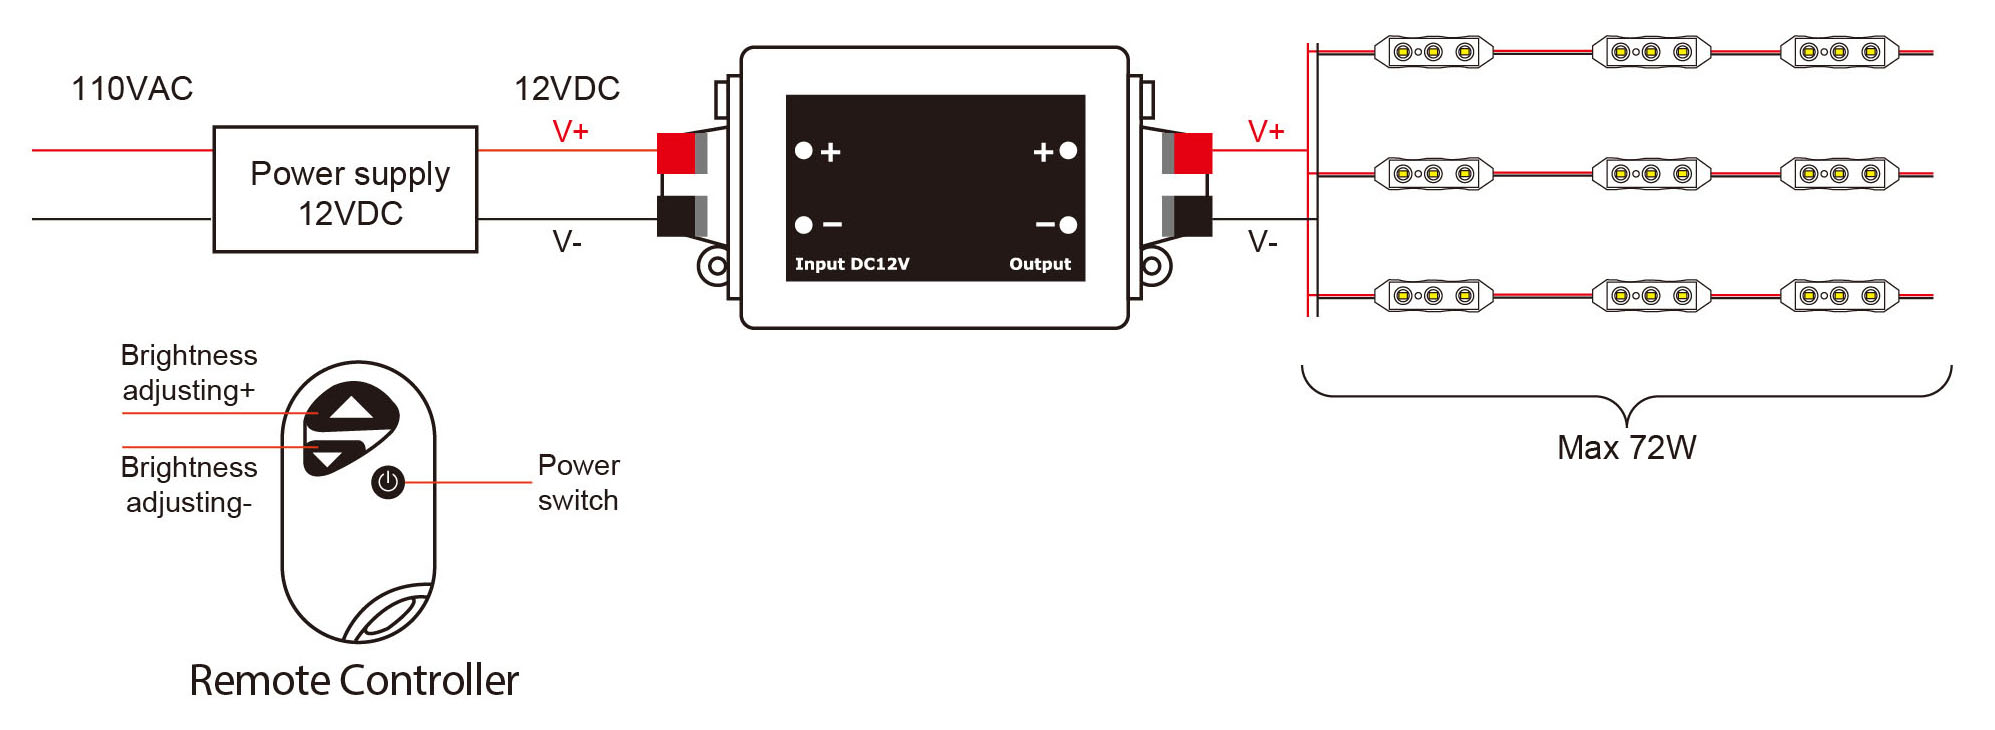 110VAC
12VDC
V+
V+
Power supply
12VDC
+
+
−
−
V-
V-
Input DC12V
Output
Brightness
adjusting+
Brightness
adjusting-
Power
switch
Max 72W
Remote Controller